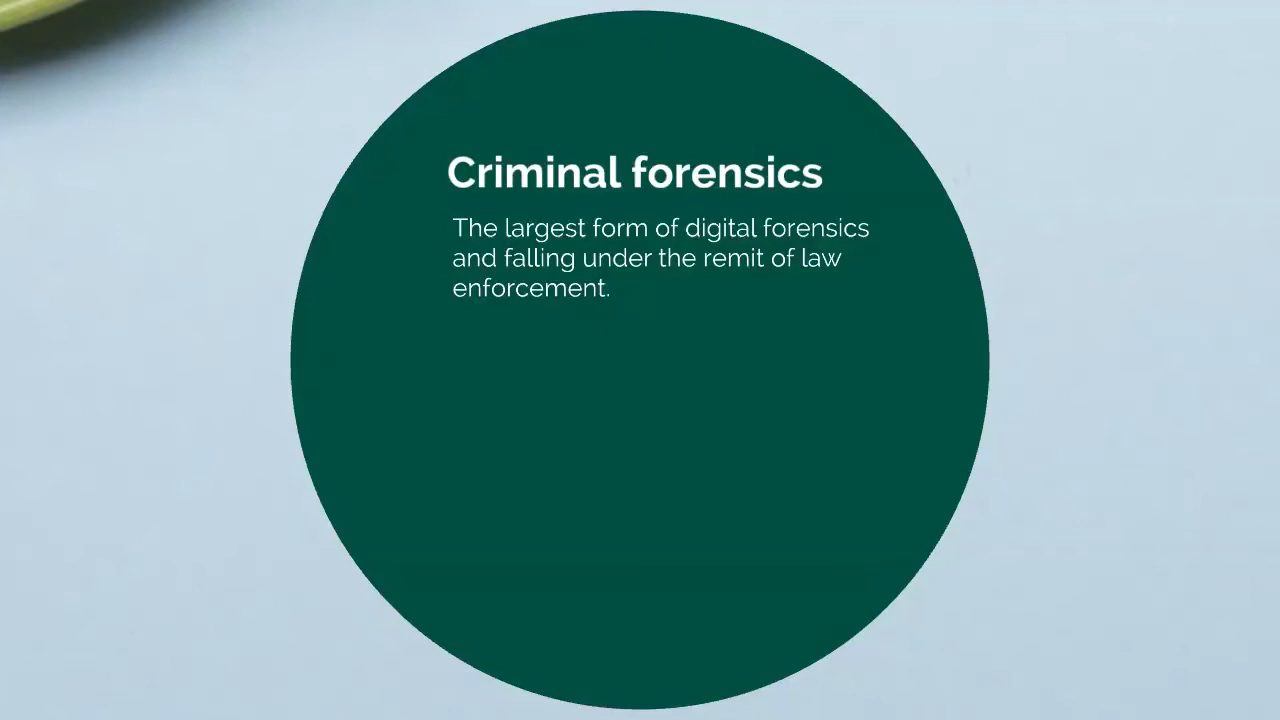 Criminal forensics
The largest form of digital forensics
and falling under the remit of law
enforcement.